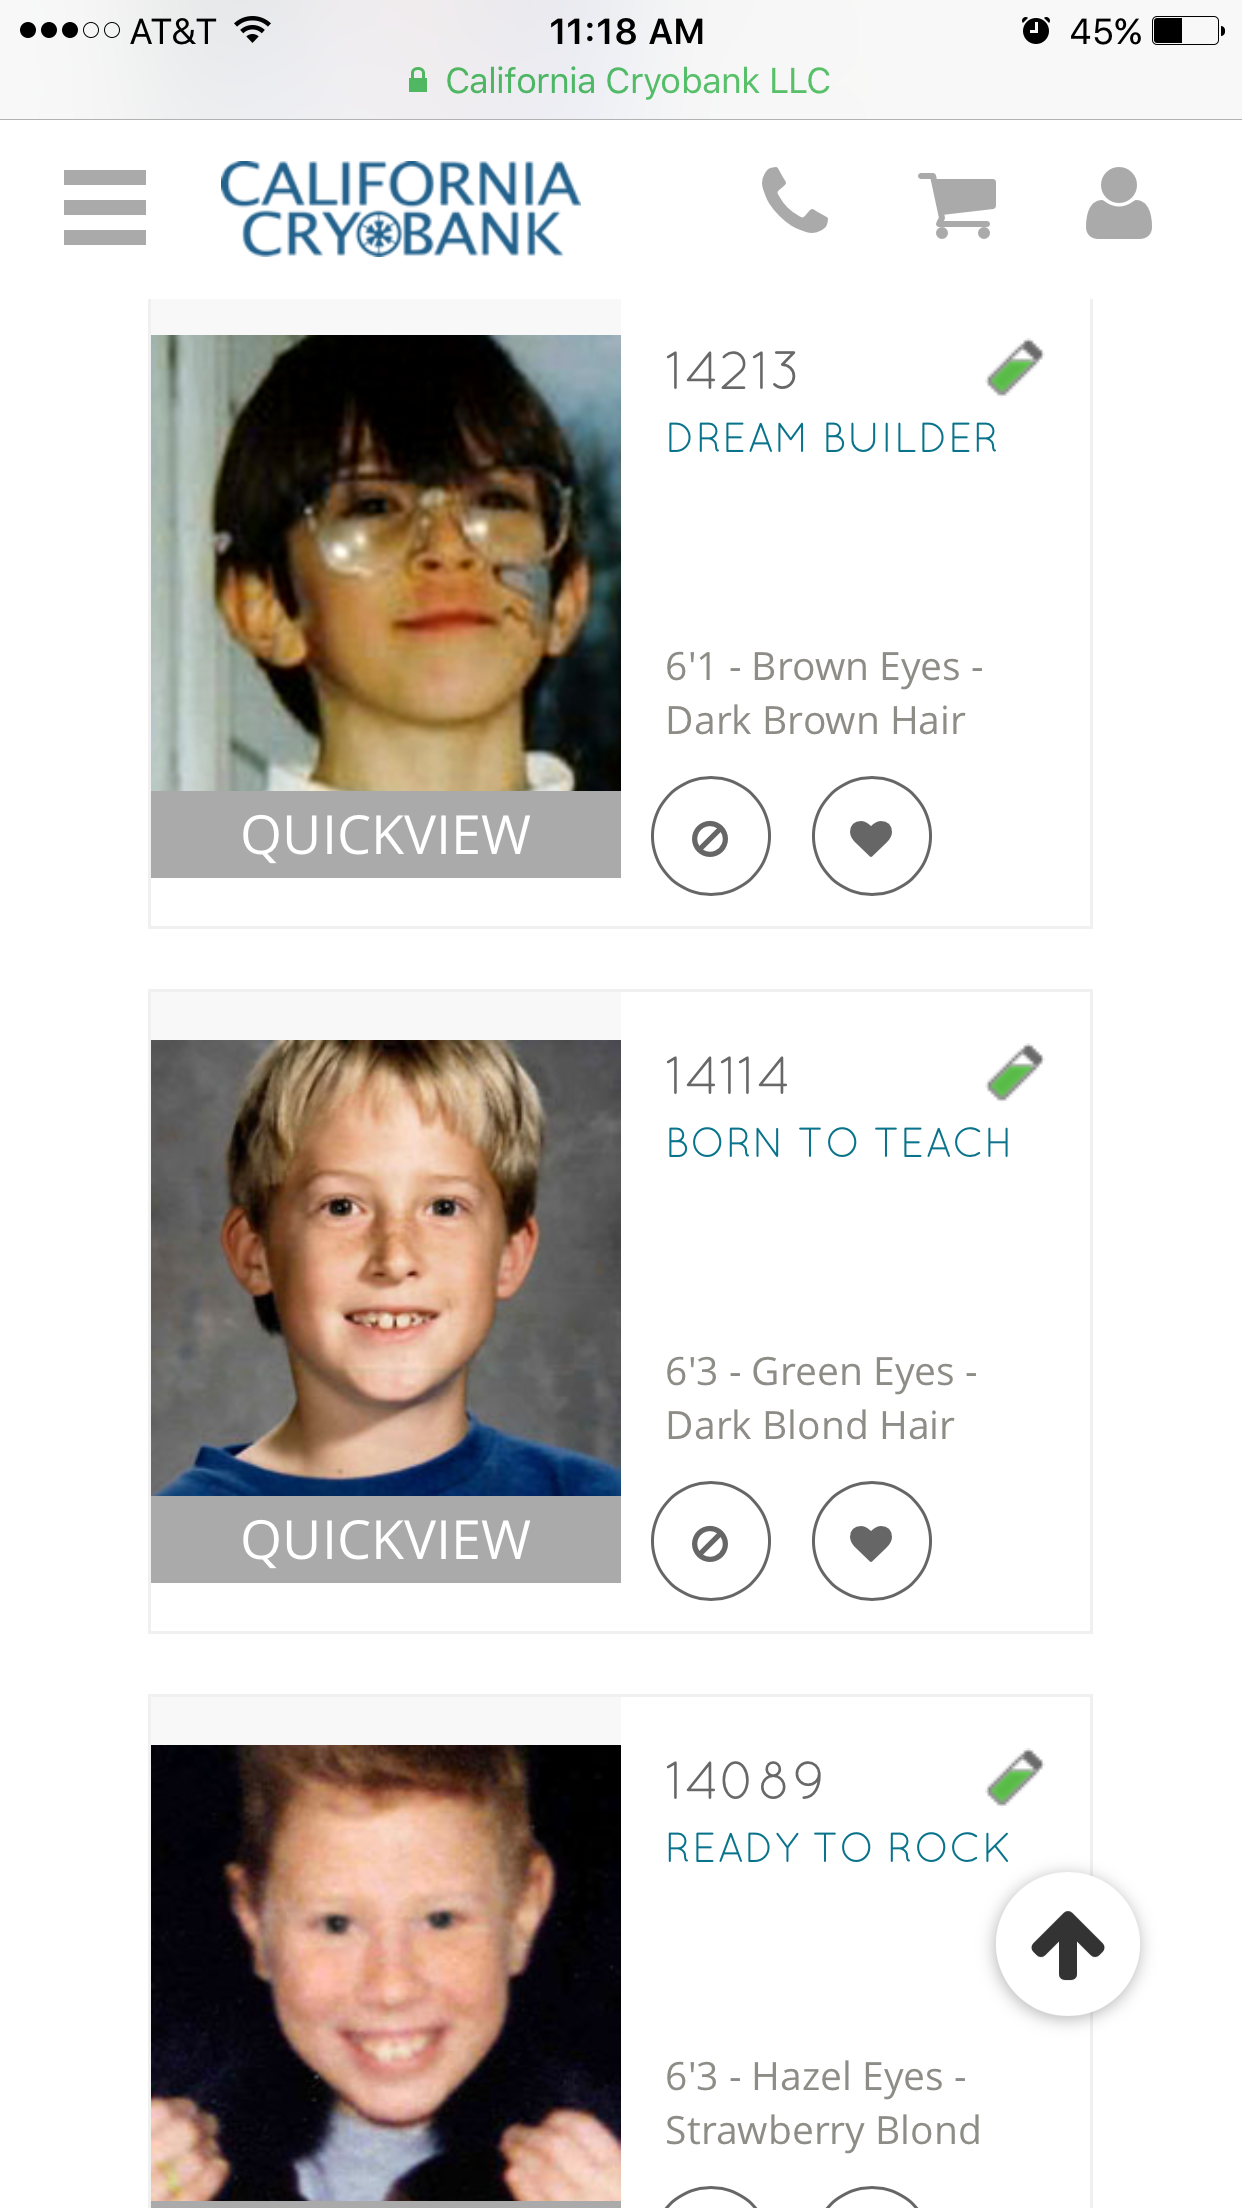 AT&T 11:18 AM 45%
California Cryobank LLC
CALIFORNIA
CRYOBANK
14213
DREAM BUILDER
6'1 - Brown Eyes -
Dark Brown Hair
QUICKVIEW
14114
BORN TO TEACH
6'3 - Green Eyes -
Dark Blond Hair
QUICKVIEW
14089
READY TO ROCK
6'3 - Hazel Eyes -
Strawberry Blond